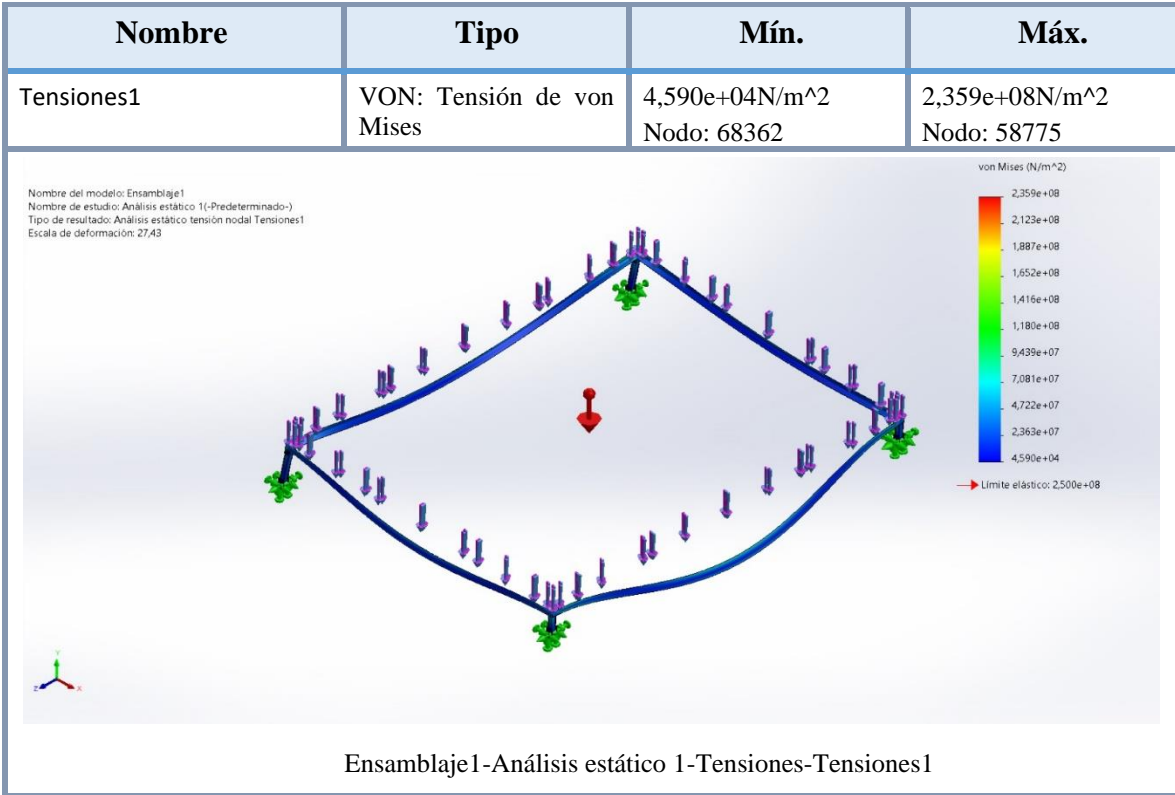 Nombre
Tipo
Mín.
Máx.
Tensiones1
VON: Tensión de von
Mises
4,590e+04N/m^2
Nodo: 68362
2,359e+08N/m^2
Nodo: 58775
Nombre del modelo: Ensamblaje1
Nombre de estudio: Análisis estático 1(-Predeterminado-)
Tipo de resultado: Análisis estático tensión nodal Tensiones1
Escala de deformación: 27,43
von Mises (N/m^2)
2,359e+08
2,123e+08
1,887e+08
1,652e+08
1,416e+08
1,180e+08
9,439e+07
7,081e+07
4,722e+07
2,363e+07
4,590e+04
Límite elástico: 2,500e+08
Y
Z
X
Ensamblaje1-Análisis estático 1-Tensiones-Tensiones1